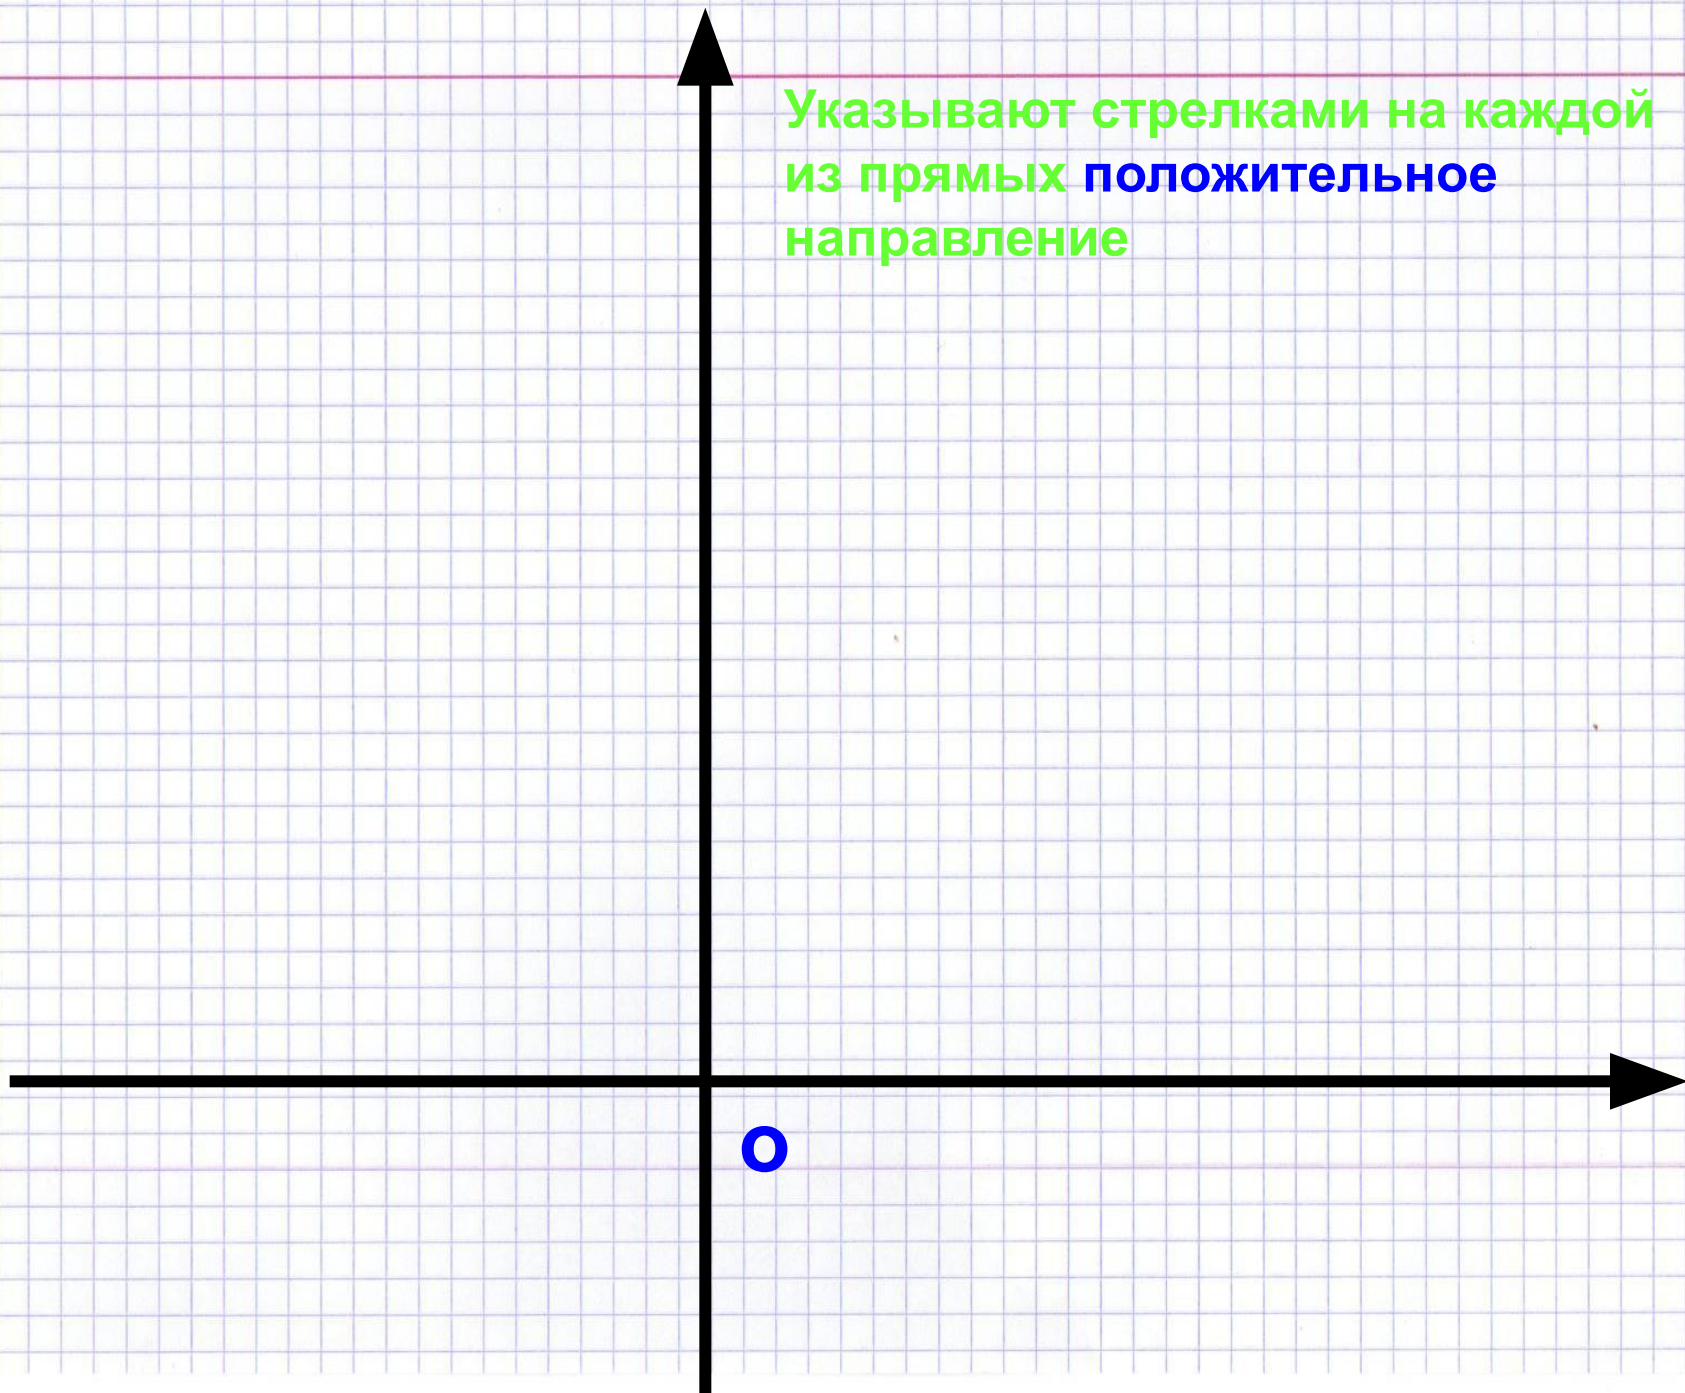 Указывают стрелками на каждой
из прямых положительное
направление
О